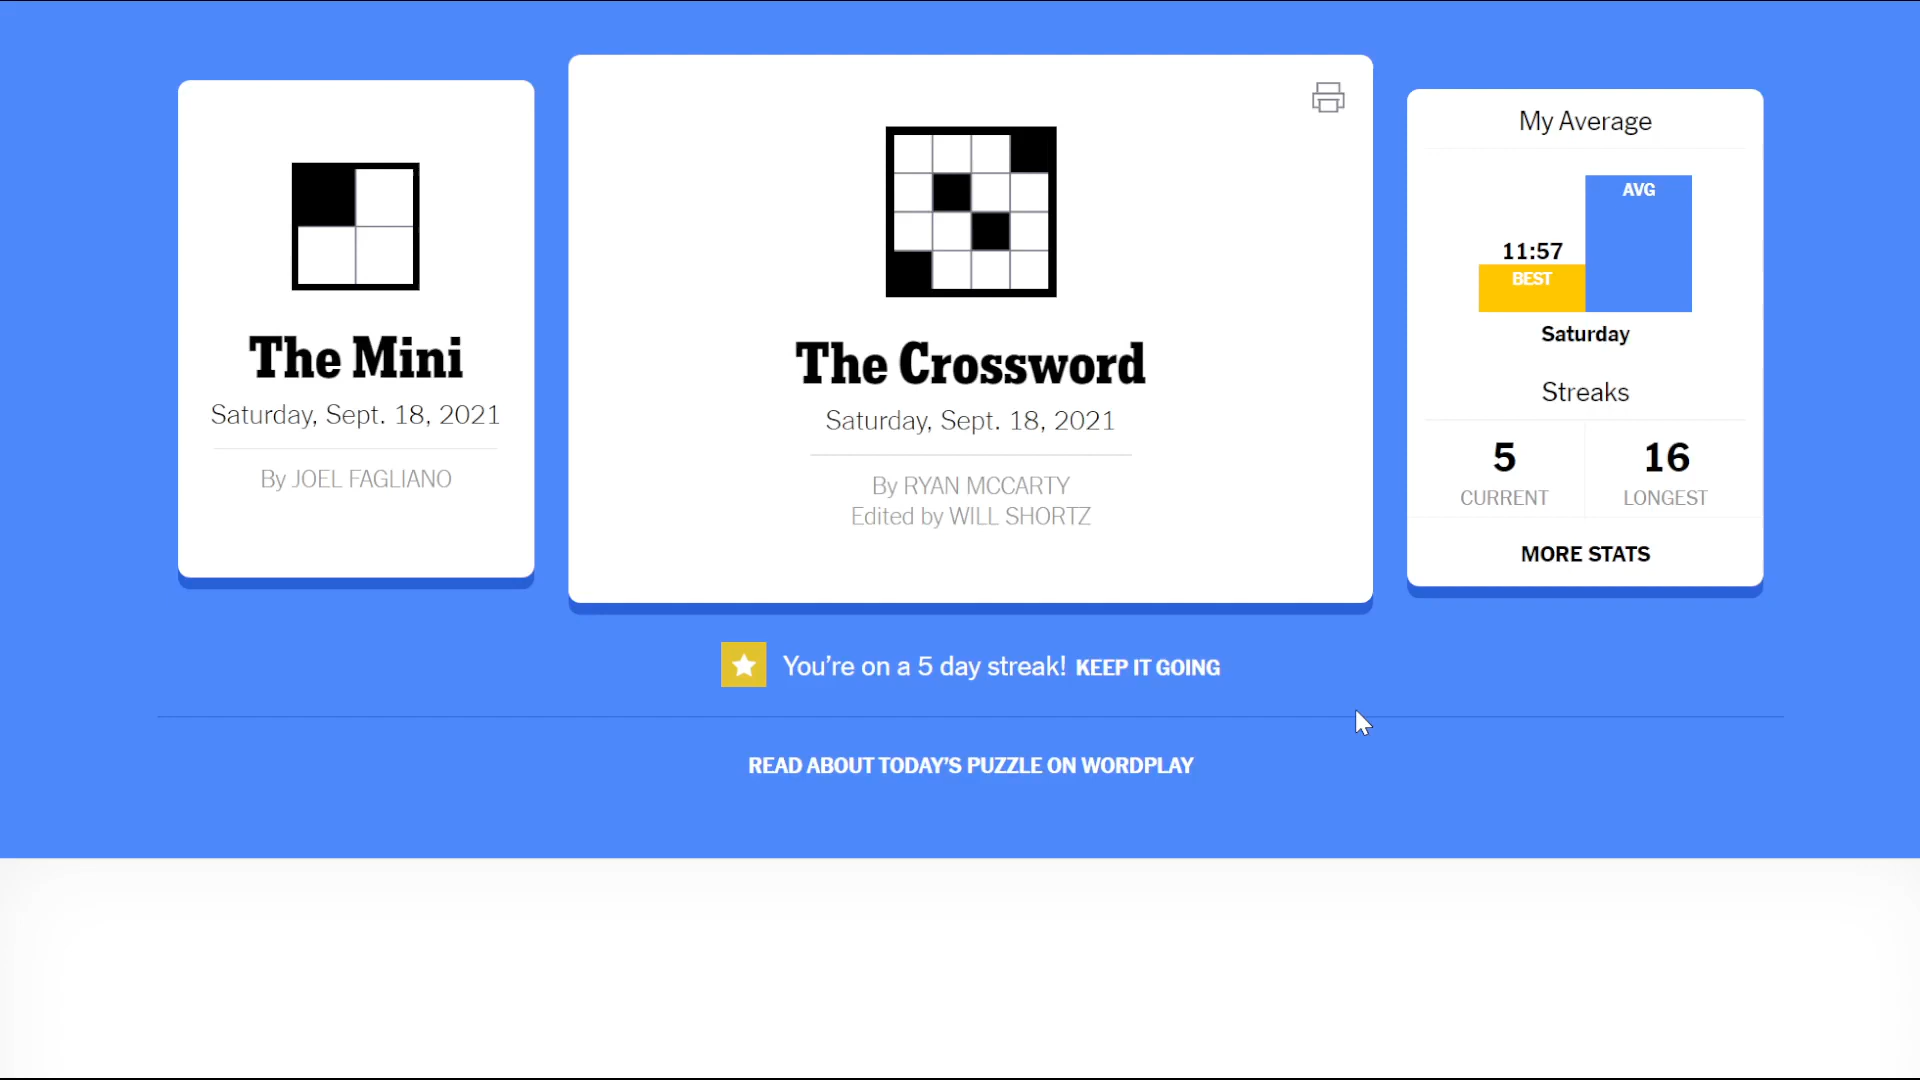 The Mini
Saturday, Sept. 18, 2021
By JOEL FAGLIANO
The Crossword
Saturday, Sept. 18, 2021
By RYAN MCCARTY
Edited by WILL SHORTZ
My Average
AVG
11:57
BEST
Saturday
Streaks
5 16
CURRENT LONGEST
MORE STATS
You’re on a 5 day streak! KEEP IT GOING
READ ABOUT TODAY’S PUZZLE ON WORDPLAY